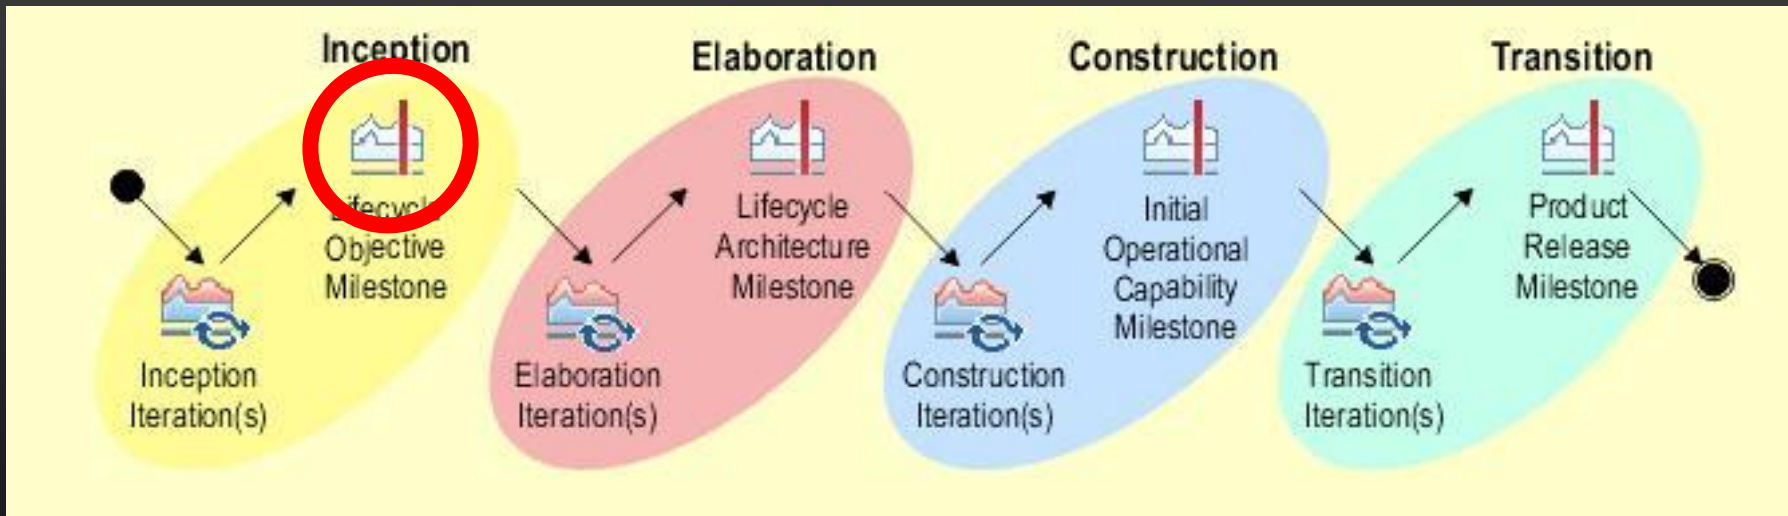 Inception
Lifecycle
Objective
Milestone
Inception
Iteration(s)
Elaboration
Lifecycle
Architecture
Milestone
Elaboration
Iteration(s)
Construction
Initial
Operational
Capability
Milestone
Construction
Iteration(s)
Transition
Product
Release
Milestone
Transition
Iteration(s)